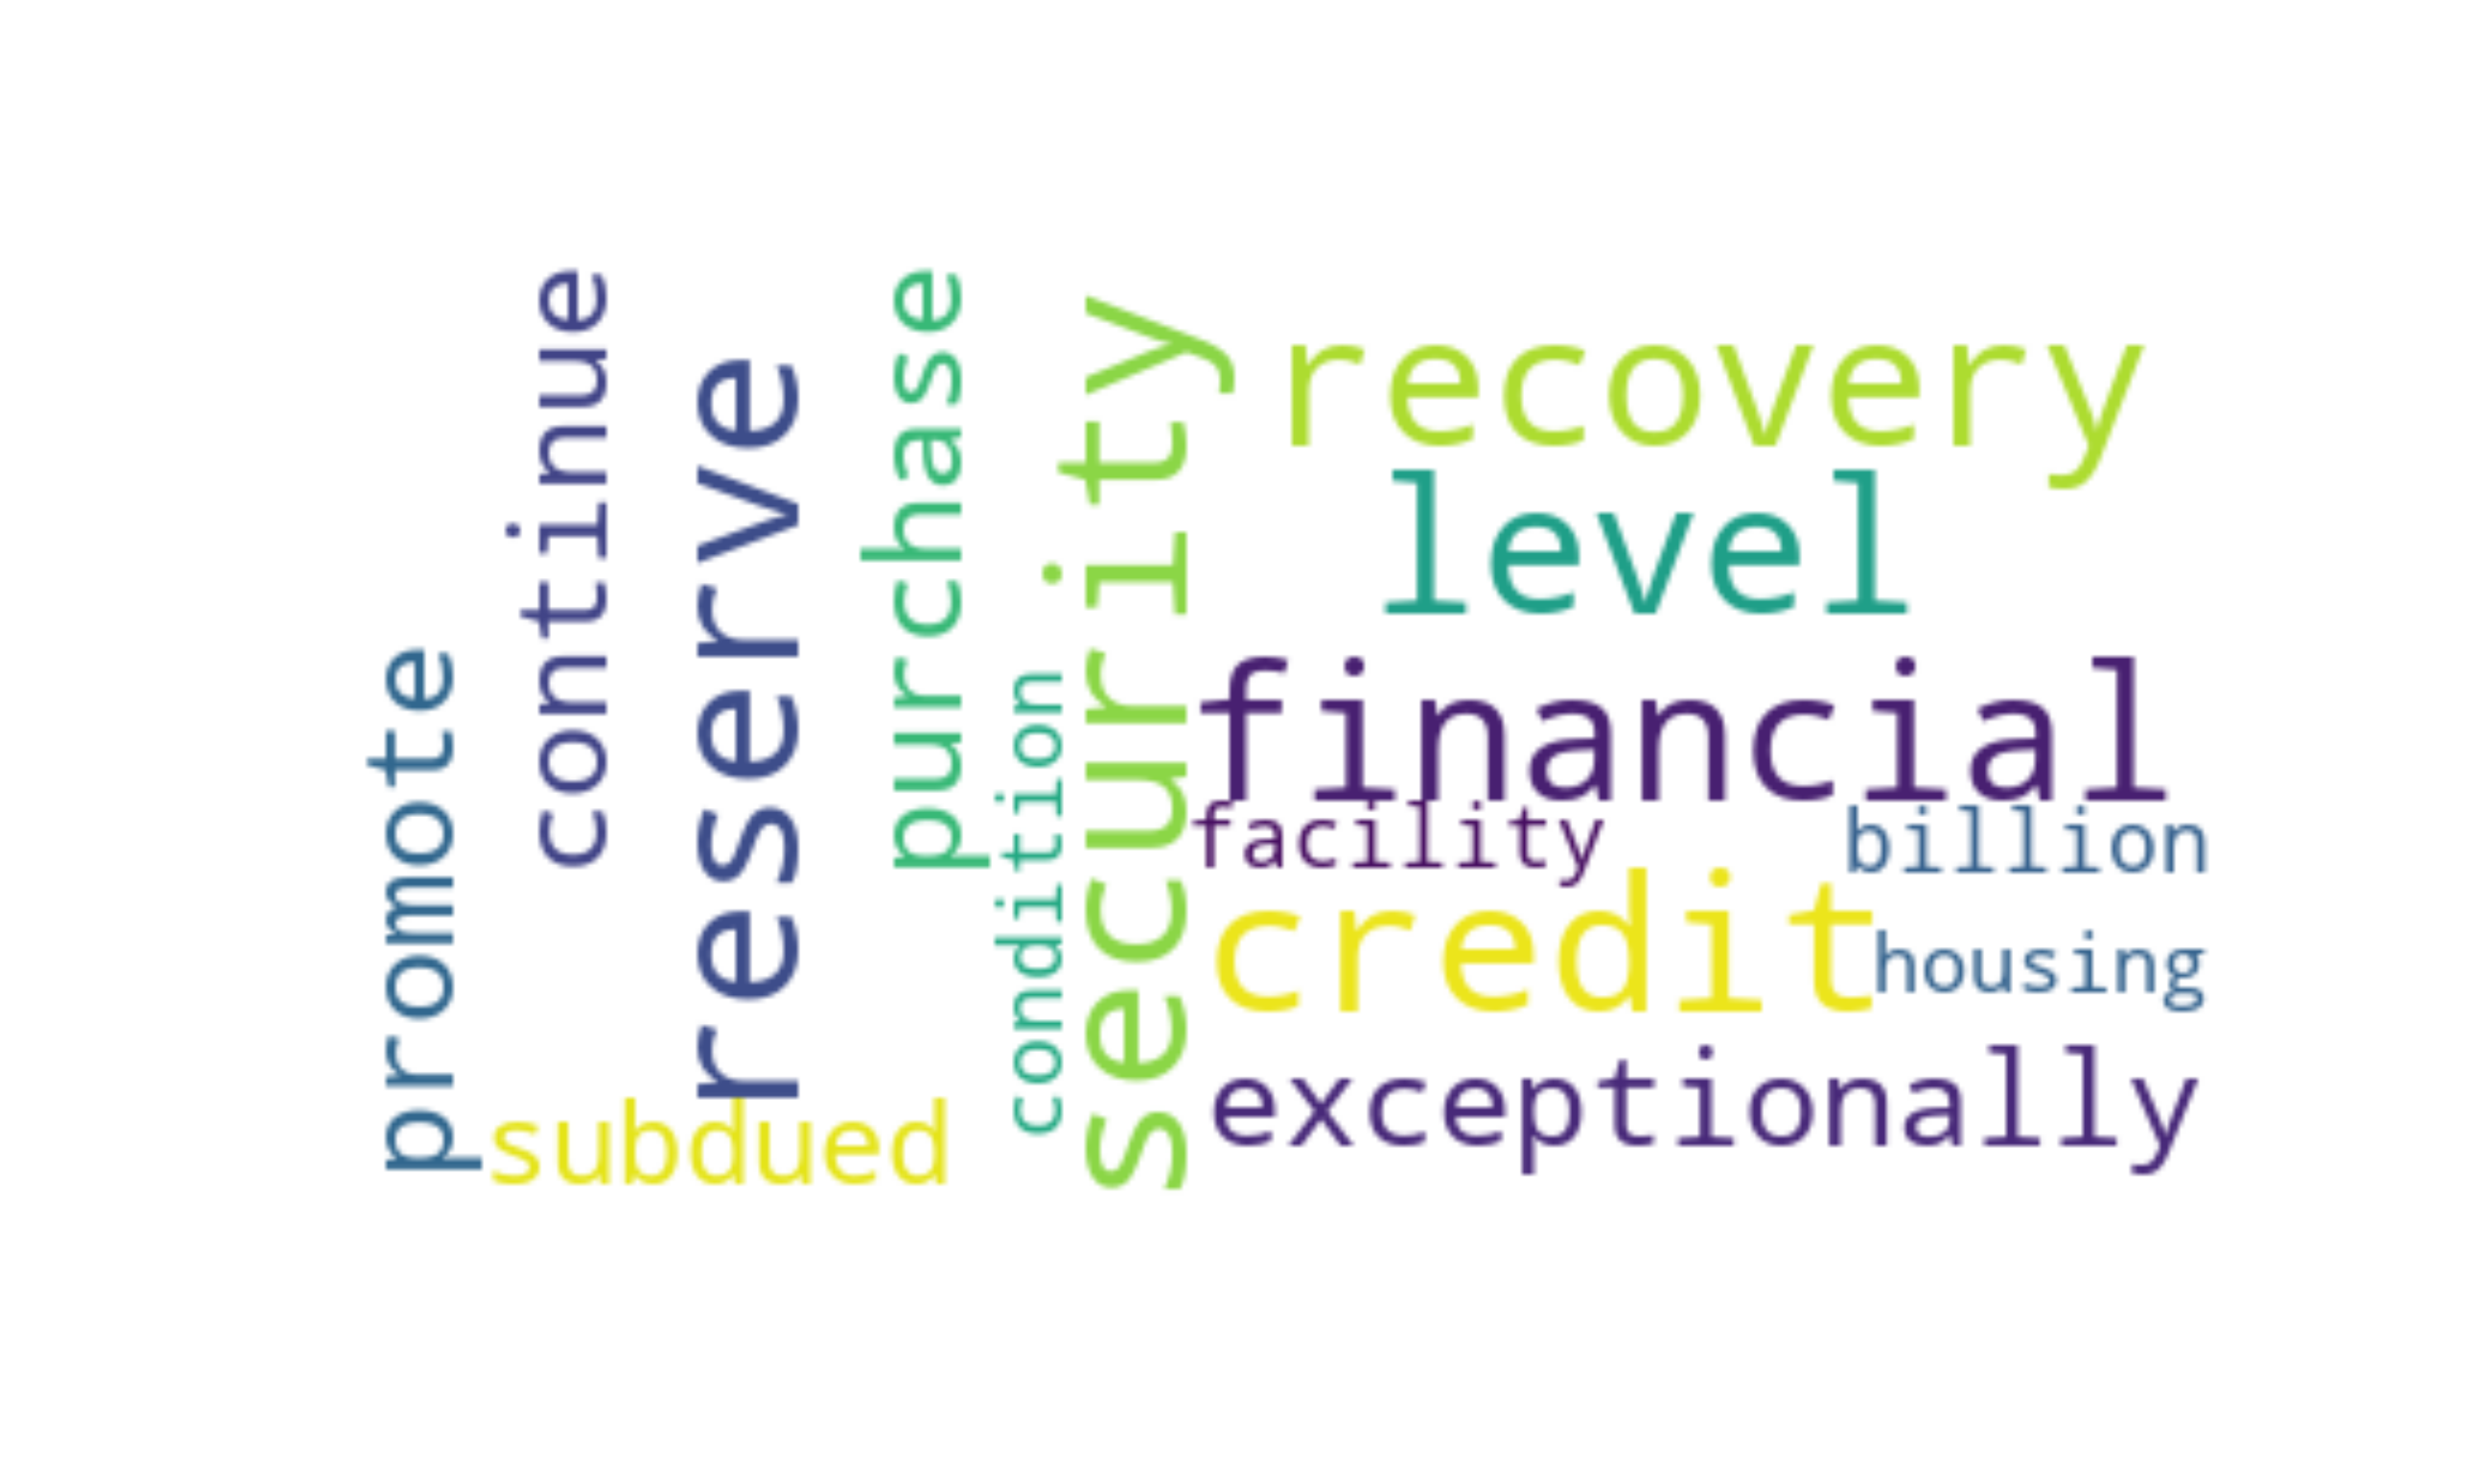 promote
continue
reserve
subdued
purchase
condition
security
recovery
level
financial
facility
billion
credit
housing
exceptionally